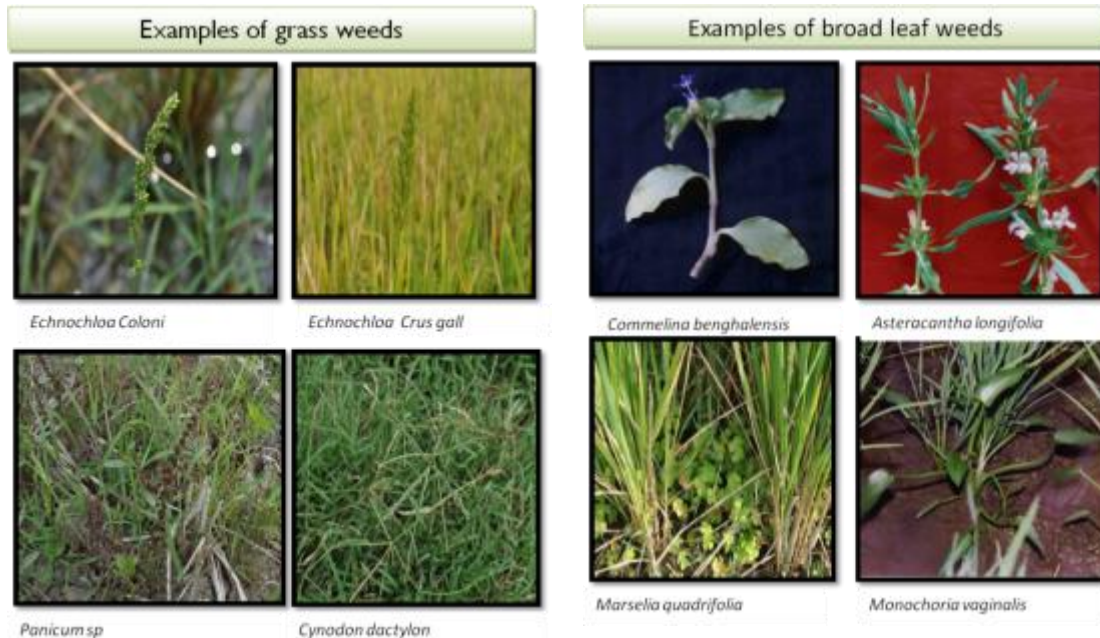 Examples of grass weeds
Echnochloa Coloni
Echnochloa Crus gall
Panicum sp
Cynodon dactylon
Examples of broad leaf weeds
Commelina benghalensis
Asteracantha longifolia
Marselia quadrifolia
Monochoria vaginalis